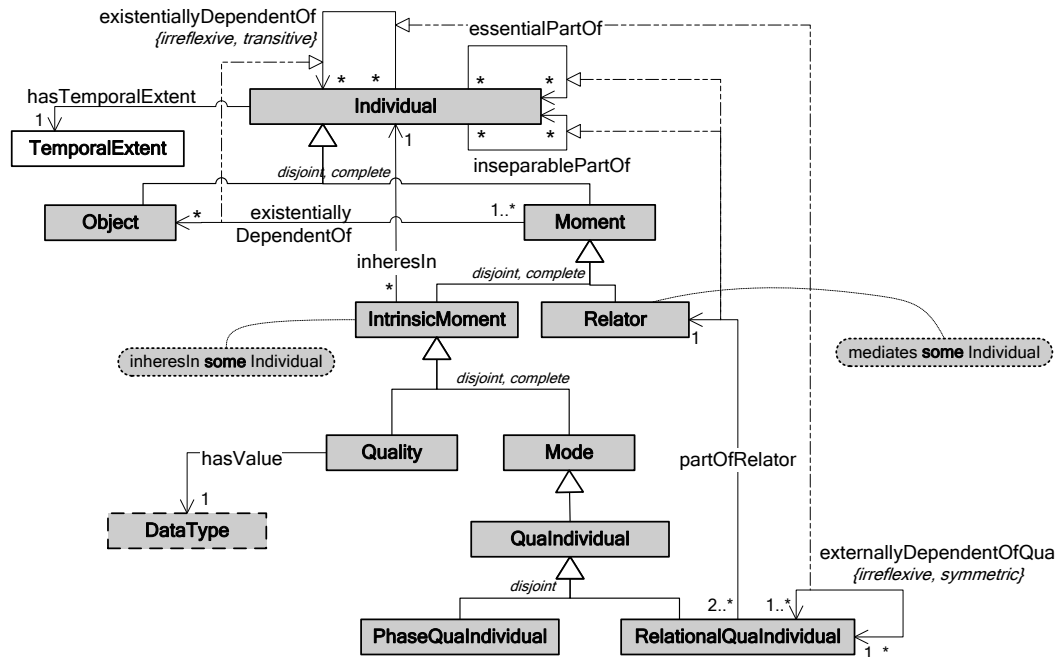 existentiallyDependentOf
{irreflexive, transitive}
essentialPartOf
* * * *
hasTemporalExtent
Individual
1
1
* *
TemporalExtent
inseparablePartOf
disjoint, complete
Object
*
existentially
DependentOf
1..*
Moment
inheresIn
disjoint, complete
*
IntrinsicMoment
Relator
1
inheresIn some Individual
mediates some Individual
disjoint, complete
Quality
Mode
hasValue
partOfRelator
1
DataType
QuaIndividual
externallyDependentOfQua
{irreflexive, symmetric}
disjoint
2..*
1..*
PhaseQuaIndividual
RelationalQuaIndividual
1..*